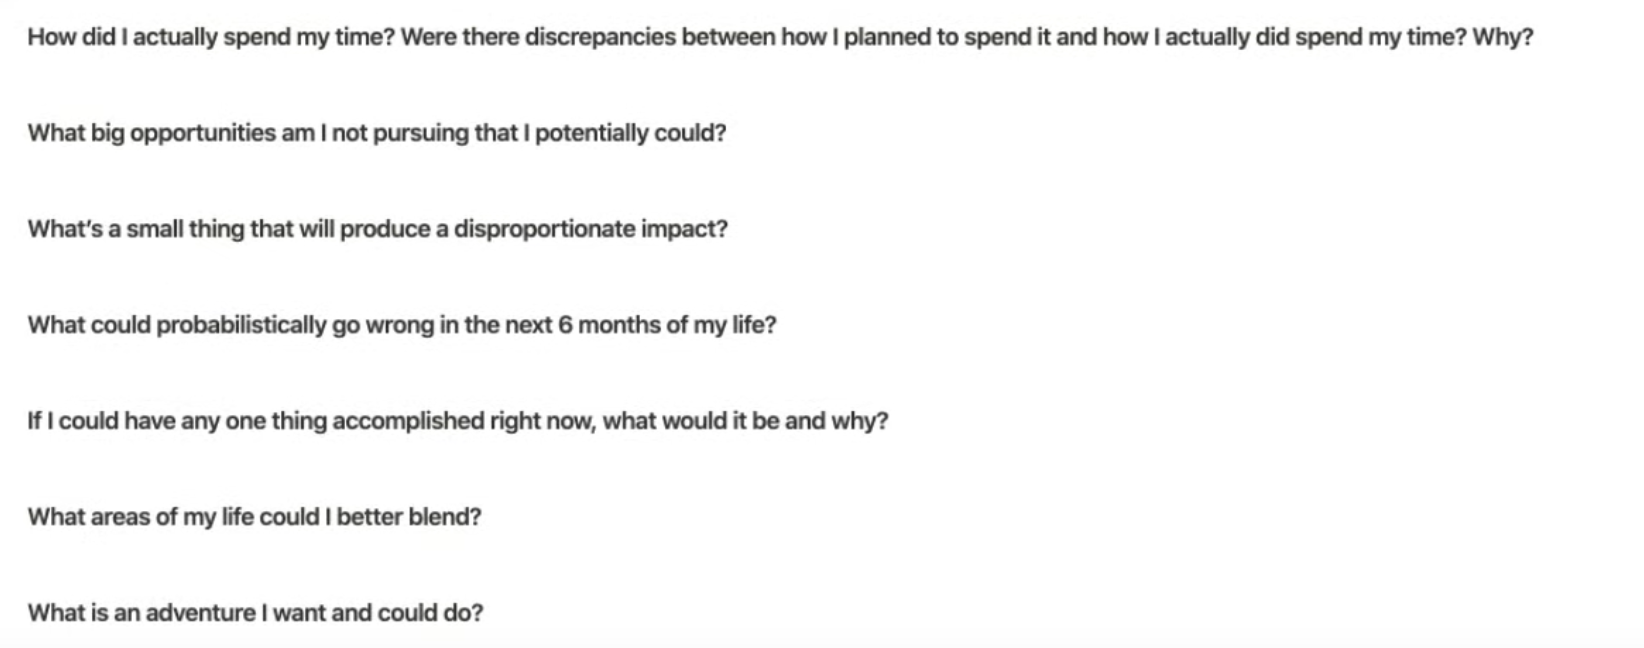 How did I actually spend my time? Were there discrepancies between how I planned to spend it and how I actually did spend my time? Why?
What big opportunities am I not pursuing that I potentially could?
What's a small thing that will produce a disproportionate impact?
What could probabilistically go wrong in the next 6 months of my life?
If I could have any one thing accomplished right now, what would it be and why?
What areas of my life could I better blend?
What is an adventure I want and could do?